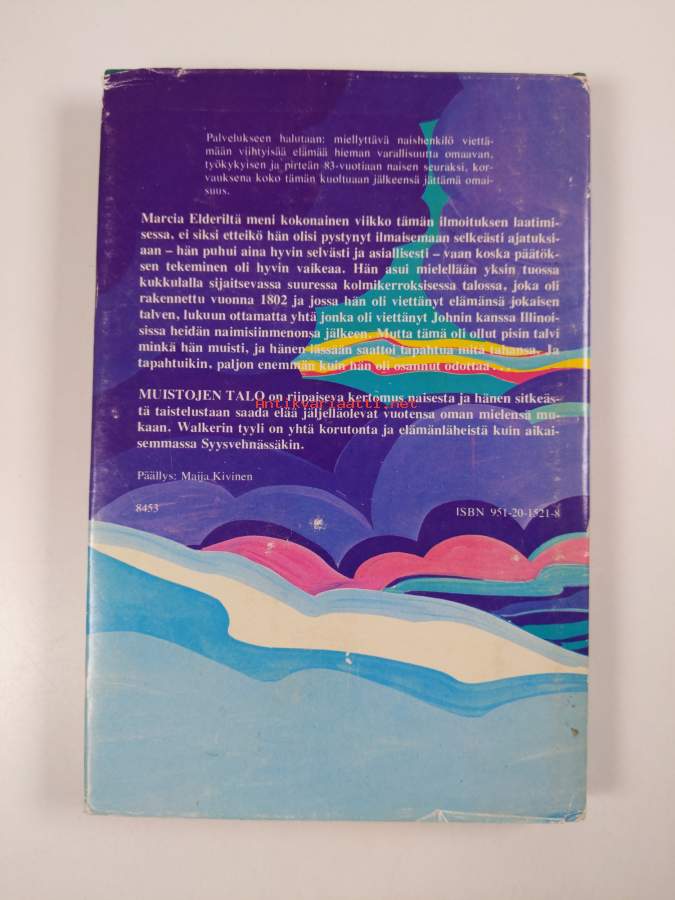 Palvelukseen halutaan: miellyttävä naishenkilö viettä-
mään viihtyisää elämää hieman varallisuutta omaavan,
työkykyisen ja pirteän 83-vuotiaan naisen seuraksi, kor-
vauksena koko tämän kuoltuaan jälkeensä jättämä omai-
suus.
Marcia Elderiltä meni kokonainen viikko tämän ilmoituksen laatimi-
sessa, ei siksi etteikö hän olisi pystynyt ilmaisemaan selkeästi ajatuksi-
aan – hän puhui aina hyvin selvästi ja asiallisesti – vaan koska päätök-
sen tekeminen oli hyvin vaikeaa. Hän asui mielellään yksin tuossa
kukkulalla sijaitsevassa suuressa kolmikerroksisessa talossa, joka oli
rakennettu vuonna 1802 ja jossa hän oli viettänyt elämänsä jokaisen
talven, lukuun ottamatta yhtä jonka oli viettänyt Johnin kanssa Illinoi-
sissa heidän naimisiinmenonsa jälkeen. Mutta tämä oli ollut pisin talvi
minkä hän muisti, ja hänen iässään saattoi tapahtua mitä tahansa. Ja
tapahtuikin, paljon enemmän kuin hän oli osannut odottaa . . .
Antikvariaatti.net
MUISTOJEN TALO on riipaiseva kertomus naisesta ja hänen sitkeäs-
tä taistelustaan saada elää jäljelläolevat vuotensa oman mielensä mu-
kaan. Walkerin tyyli on yhtä korutonta ja elämänläheistä kuin aikai-
semmassa Syysvehnässäkin.
Päällys: Maija Kivinen
8453 ISBN 951-20-1521-8